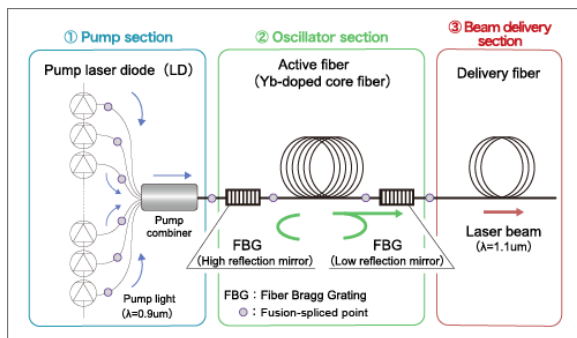 ① Pump section
Pump laser diode（LD）
Pump
combiner
Pump light
(λ=0.9um)
② Oscillator section
Active fiber
（Yb-doped core fiber）
FBG
(High reflection mirror)
FBG
(Low reflection mirror)
FBG：Fiber Bragg Grating
：Fusion-spliced point
③ Beam delivery
section
Delivery fiber
Laser beam
(λ=1.1um)